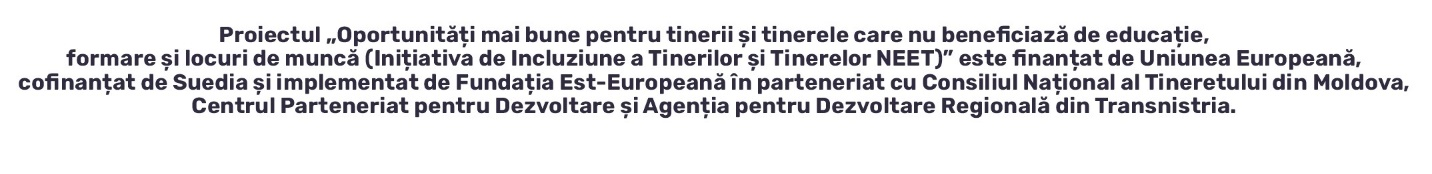 Proiectul „Oportunități mai bune pentru tinerii și tinerele care nu beneficiază de educație,
formare și locuri de muncă (Inițiativa de Incluziune a Tinerilor și Tinerelor NEET)” este finanțat de Uniunea Europeană,
cofinanțat de Suedia și implementat de Fundația Est-Europeană în parteneriat cu Consiliul Național al Tineretului din Moldova,
Centrul Parteneriat pentru Dezvoltare și Agenția pentru Dezvoltare Regională din Transnistria.